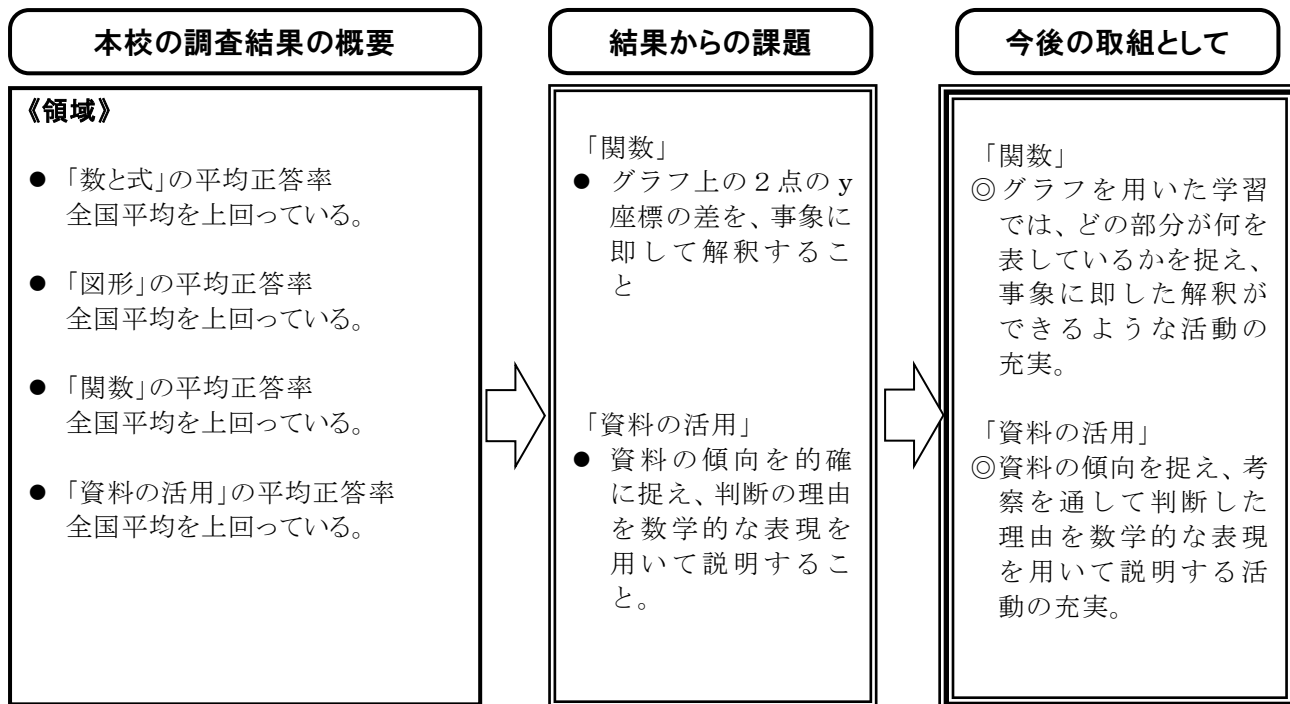 本校の調査結果の概要
《領域》
● 「数と式」の平均正答率
全国平均を上回っている。
● 「図形」の平均正答率
全国平均を上回っている。
● 「関数」の平均正答率
全国平均を上回っている。
● 「資料の活用」の平均正答率
全国平均を上回っている。
結果からの課題
「関数」
● グラフ上の2点のy
座標の差を、事象に
即して解釈するこ
と
「資料の活用」
● 資料の傾向を的確
に捉え、判断の理由
を数学的な表現を
用いて説明するこ
と。
今後の取組として
「関数」
◎グラフを用いた学習
では、どの部分が何を
表しているかを捉え、
事象に即した解釈が
できるような活動の
充実。
「資料の活用」
◎資料の傾向を捉え、考
察を通して判断した
理由を数学的な表現
を用いて説明する活
動の充実。